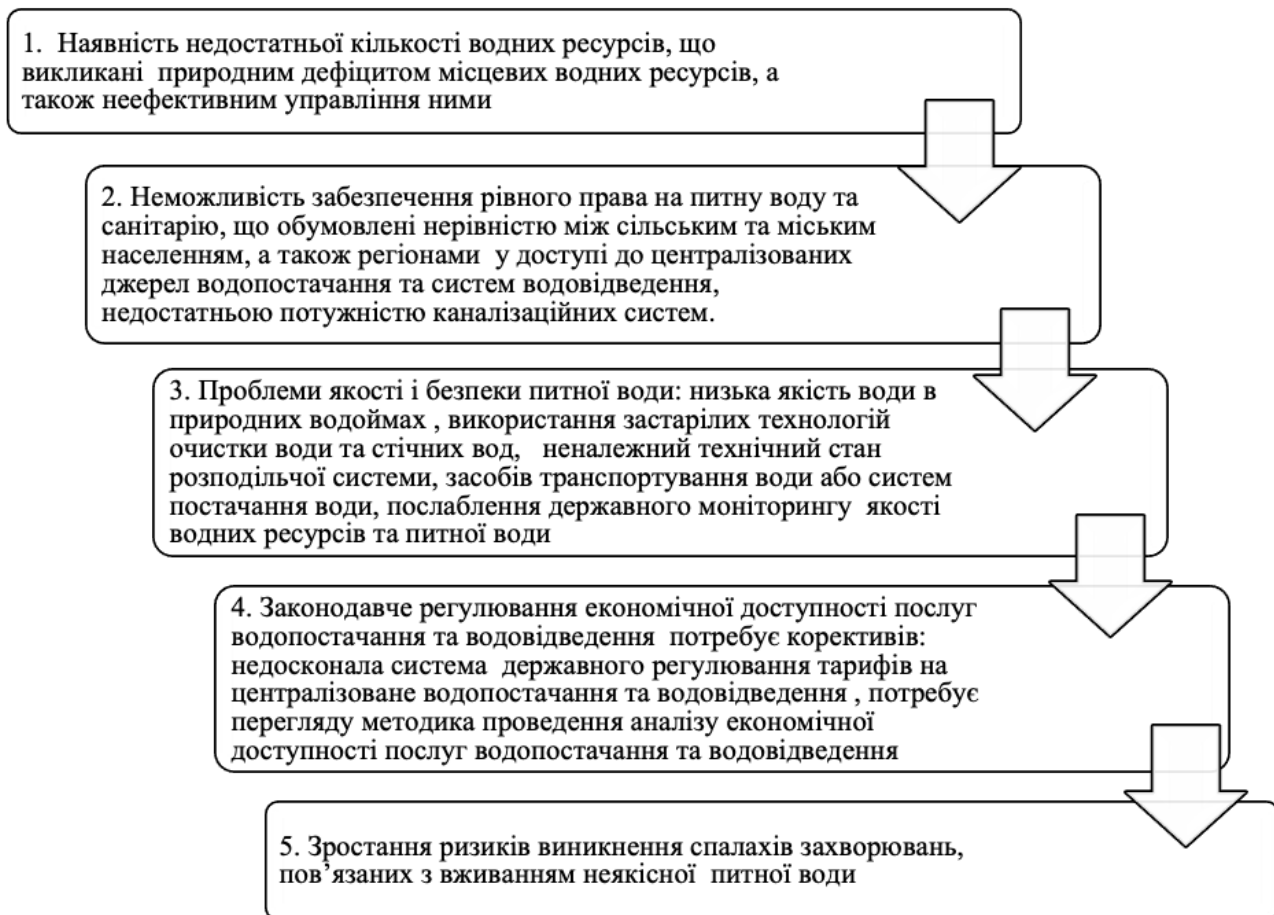 1. Наявність недостатньої кількості водних ресурсів, що
викликані природним дефіцитом місцевих водних ресурсів, а
також неефективним управління ними
2. Неможливість забезпечення рівного права на питну воду та
санітарію, що обумовлені нерівністю між сільським та міським
населенням, а також регіонами у доступі до централізованих
джерел водопостачання та систем водовідведення,
недостатньою потужністю каналізаційних систем.
3. Проблеми якості і безпеки питної води: низька якість води в
природних водоймах , використання застарілих технологій
очистки води та стічних вод, неналежний технічний стан
розподільчої системи, засобів транспортування води або систем
постачання води, послаблення державного моніторингу якості
водних ресурсів та питної води
4. Законодавче регулювання економічної доступності послуг
водопостачання та водовідведення потребує корективів:
недосконала система державного регулювання тарифів на
централізоване водопостачання та водовідведення , потребує
перегляду методика проведення аналізу економічної
доступності послуг водопостачання та водовідведення
5. Зростання ризиків виникнення спалахів захворювань,
пов’язаних з вживанням неякісної питної води